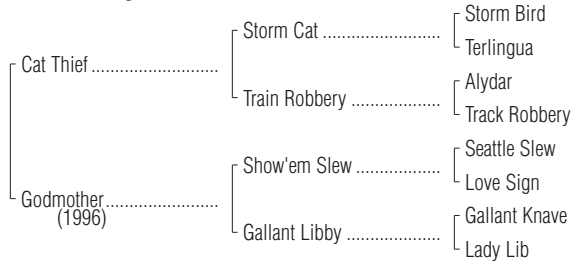 Storm Bird
Storm Cat ......................
Terlingua
Cat Thief ........................
Alydar
Train Robbery ...................
Track Robbery
Seattle Slew
Show'em Slew ..................
Love Sign
Godmother .....................
(1996)
Gallant Knave
Gallant Libby ....................
Lady Lib